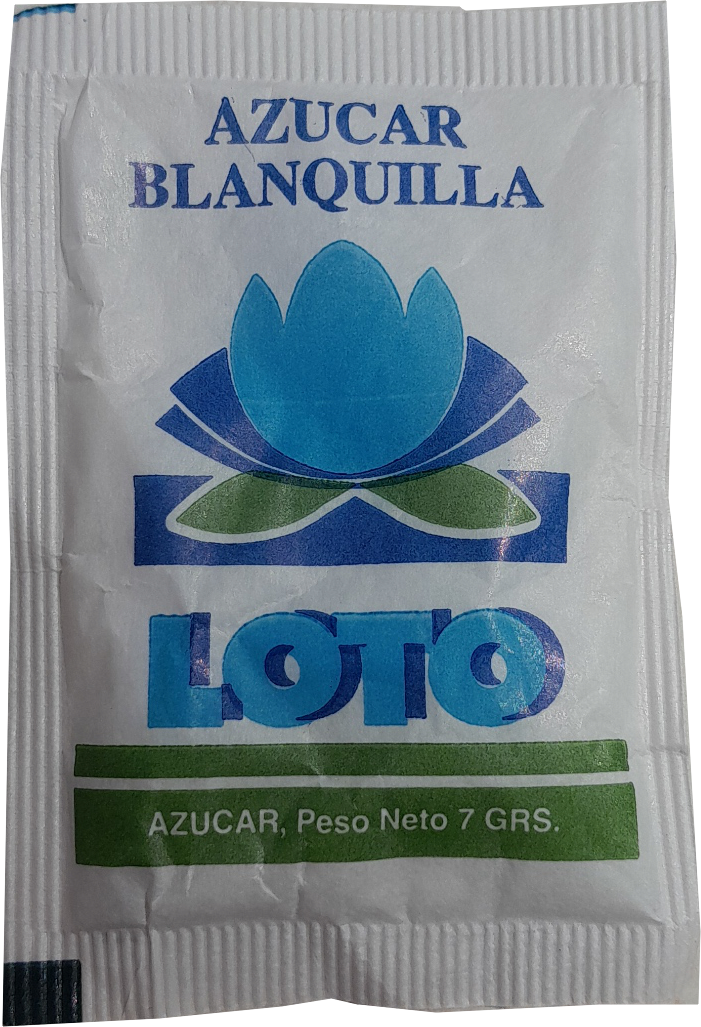 AZUCAR
BLANQUILLA
LOTO
AZUCAR, Peso Neto 7 GRS.